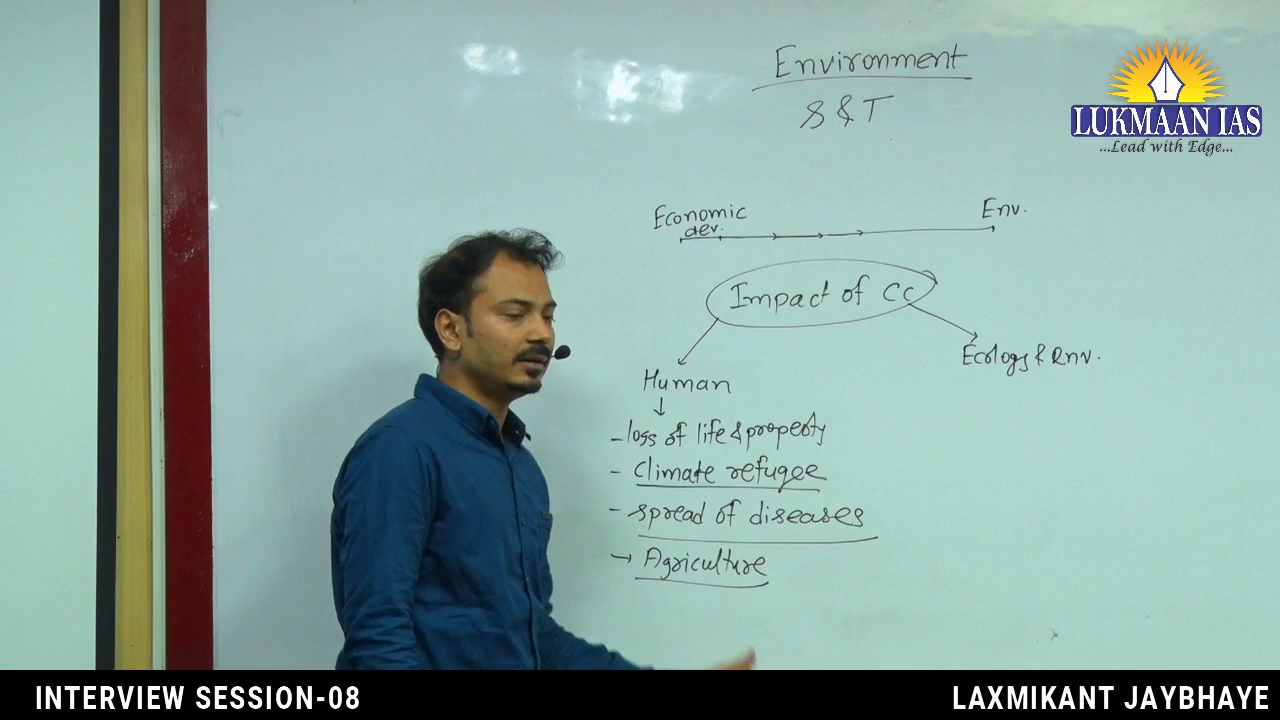 Environment
S & T
LUKMAAN IAS
...Lead with Edge...
Economic dev.
Env.
Impact of CC
Human
Ecology & Env.
- loss of life & property
- Climate refugee
- spread of diseases
→ Agriculture
INTERVIEW SESSION-08
LAXMIKANT JAYBHAYE